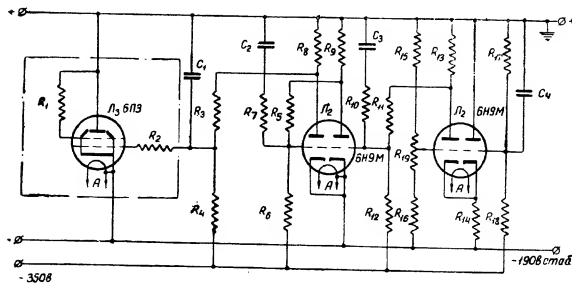 +
+
R8
R9
C3
R15
R13
R17
C1
C2
C4
R1
Л3 6П3
R3
R7
R5
Л2
R10
R11
Л2
6Н9М
R2
R19
А
6Н9М
А
А
R4
R6
R12
R16
R14
R18
+
-190в стаб
-350в